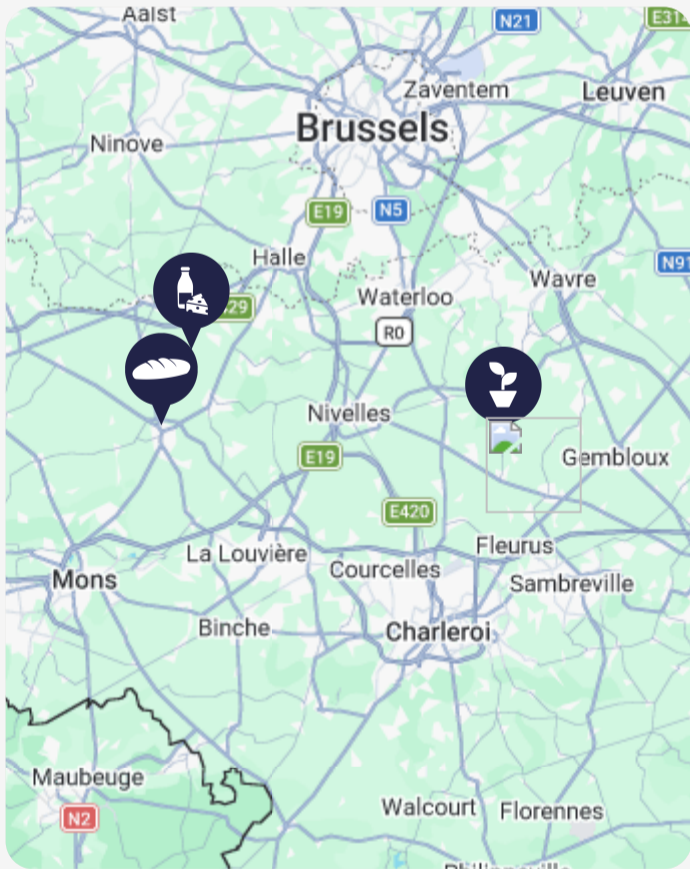 Aalst
N21
E314
Zaventem
Leuven
Brussels
Ninove
E19
N5
Halle
N91
Wavre
Waterloo
R0
Nivelles
E19
Gembloux
E420
Fleurus
La Louvière
Courcelles
Mons
Sambreville
Binche
Charleroi
Maubeuge
N2
Walcourt
Florennes